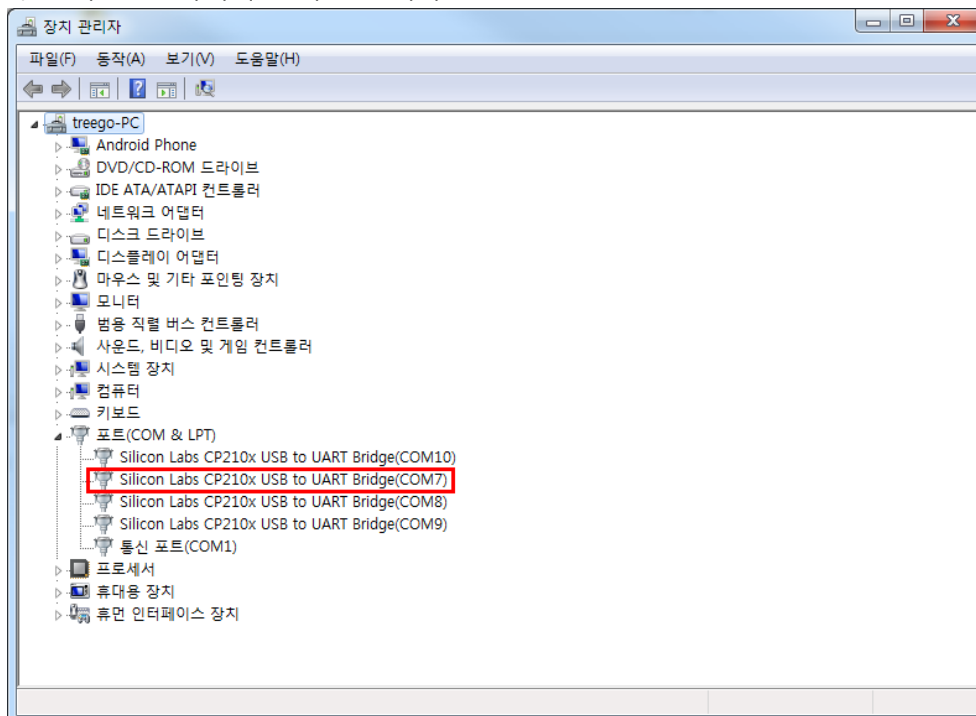 장치 관리자
파일(F) 동작(A) 보기(V) 도움말(H)
treego-PC
Android Phone
DVD/CD-ROM 드라이브
IDE ATA/ATAPI 컨트롤러
네트워크 어댑터
디스크 드라이브
디스플레이 어댑터
마우스 및 기타 포인팅 장치
모니터
범용 직렬 버스 컨트롤러
사운드, 비디오 및 게임 컨트롤러
시스템 장치
컴퓨터
키보드
포트(COM & LPT)
Silicon Labs CP210x USB to UART Bridge(COM10)
Silicon Labs CP210x USB to UART Bridge(COM7)
Silicon Labs CP210x USB to UART Bridge(COM8)
Silicon Labs CP210x USB to UART Bridge(COM9)
통신 포트(COM1)
프로세서
휴대용 장치
휴먼 인터페이스 장치